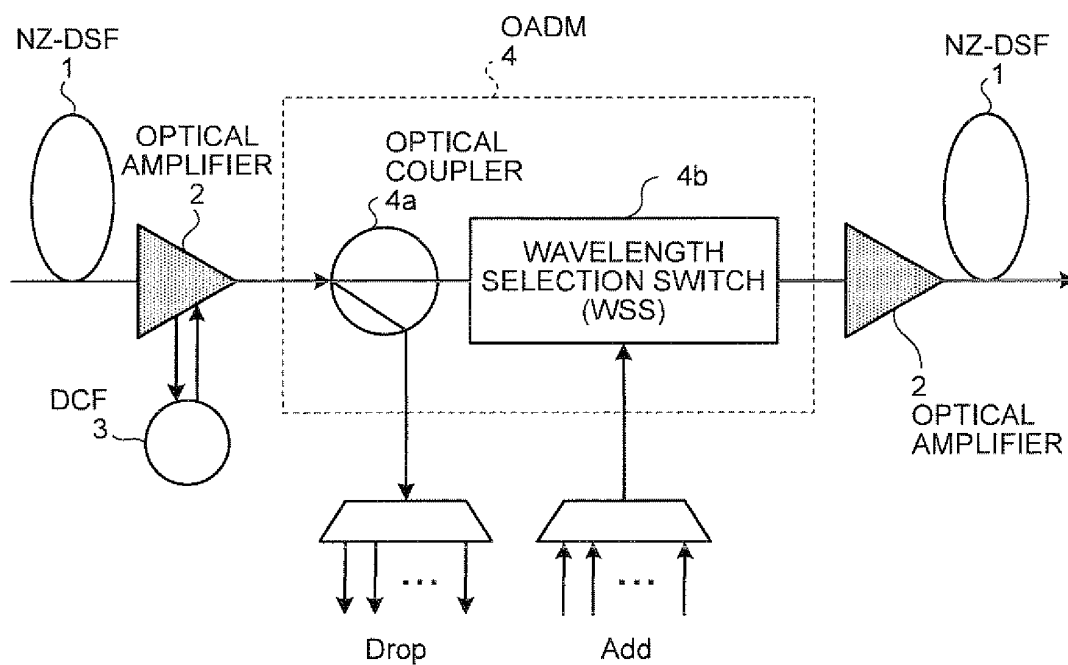 OADM
4
NZ-DSF
1
NZ-DSF
1
OPTICAL
AMPLIFIER
2
OPTICAL
COUPLER
4a
4b
WAVELENGTH
SELECTION SWITCH
(WSS)
DCF
3
2
OPTICAL
AMPLIFIER
...
...
Drop
Add